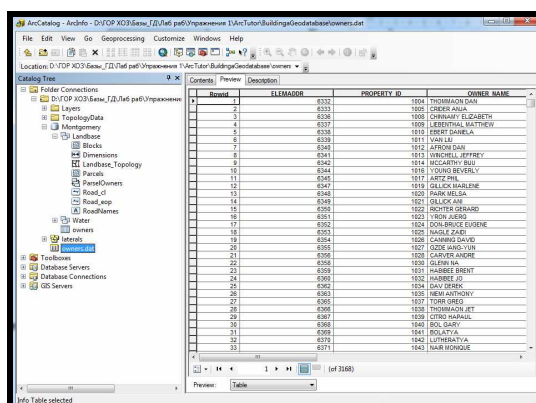 ArcCatalog - ArcInfo - D:\ГОР ХОЗ\Базы_ГД\Лаб раб\Упражнения 1\ArcTutor\BuildingaGeodatabase\owners.dat
File Edit View Go Geoprocessing Customize Windows Help
Location: D:\ГОР ХОЗ\Базы_ГД\Лаб раб\Упражнения 1\ArcTutor\BuildingaGeodatabase\owners
Catalog Tree
Contents Preview Description
Folder Connections
D:\ГОР ХОЗ\Базы_ГД\Лаб раб\Упражнени
Layers
TopologyData
Montgomery
Landbase
Blocks
Dimensions
Landbase_Topology
Parcels
ParselOwners
Road_cl
Road_eop
RoadNames
Water
owners
laterals
owners.dat
Toolboxes
Database Servers
Database Connections
GIS Servers
Rowid ELEMADDR PROPERTY_ID OWNER_NAME
1 6332 1004 THOMMAON DAN
2 6333 1005 CRIDER ANJA
3 6336 1008 CHINNAMY ELIZABETH
4 6337 1009 LIEBENTHAL MATTHEW
5 6338 1010 EBERT DANIELA
6 6339 1011 VAN LIU
7 6340 1012 AFRONI DAN
8 6341 1013 WINCHELL JEFFREY
9 6342 1014 MCCARTHY BUU
10 6344 1016 YOUNG BEVERLY
11 6345 1017 ARTZ PHIL
12 6347 1019 GILLICK MARLENE
13 6348 1020 PARK MELSA
14 6349 1021 GILLICK ANI
15 6350 1022 RICHTER GERARD
16 6351 1023 YRON JUERG
17 6352 1024 DON-BRUCE EUGENE
18 6353 1025 NAGLE ZAIDI
19 6354 1026 CANNING DAVID
20 6355 1027 GZDE IANG-YUN
21 6356 1028 CARVER ANDRE
22 6358 1030 GLENN NA
23 6359 1031 HABIBEE BRENT
24 6360 1032 HABIBEE JO
25 6362 1034 DAV DEREK
26 6363 1035 NIEMI ANTHONY
27 6365 1037 TORR GREG
28 6366 1038 THOMMAON JET
29 6367 1039 CITRO HAPAUL
30 6368 1040 BOL GARY
31 6369 1041 BOLATYA
32 6370 1042 LUTHERATYA
33 6371 1043 NAIR MONIQUE
1 (of 3168)
Preview: Table
Info Table selected